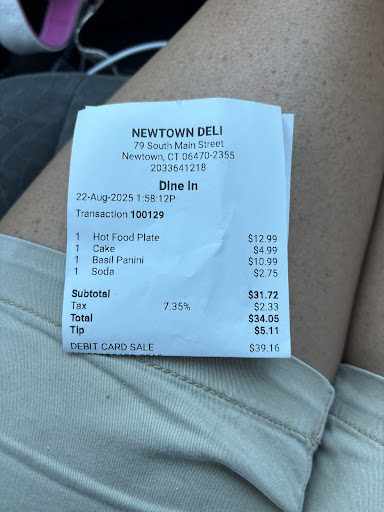 NEWTOWN DELI
79 South Main Street
Newtown, CT 06470-2355
2033641218
DIne In
22-Aug-2025 1:58:12P
Transaction 100129
1 Hot Food Plate $12.99
1 Cake $4.99
1 Basil Panini $10.99
1 Soda $2.75
Subtotal $31.72
Tax 7.35% $2.33
Total $34.05
Tip $5.11
DEBIT CARD SALE $39.16